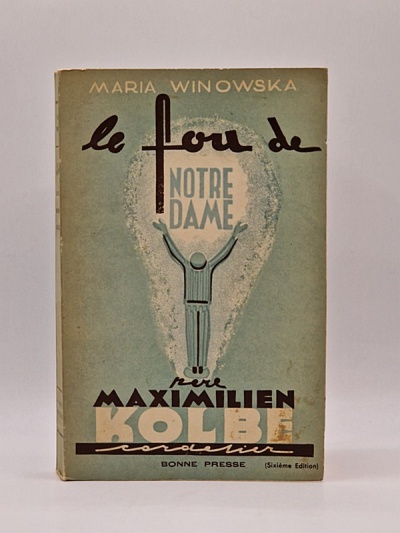 MARIA WINOWSKA
le fou de
NOTRE
DAME
père
MAXIMILIEN
KOLBE
cordelier
BONNE PRESSE (Sixième Edition)